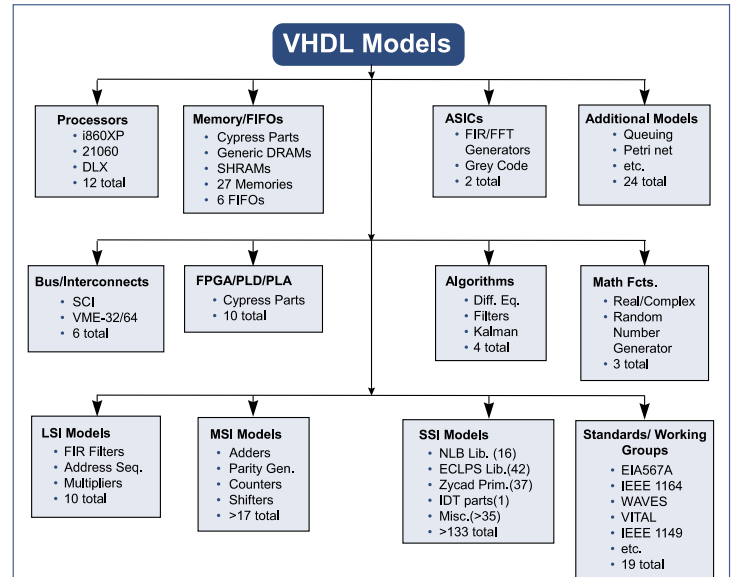 VHDL Models
Processors
• i860XP
• 21060
• DLX
• 12 total
Memory/FIFOs
• Cypress Parts
• Generic DRAMs
• SHRAMs
• 27 Memories
• 6 FIFOs
ASICs
• FIR/FFT
Generators
• Grey Code
• 2 total
Additional Models
• Queuing
• Petri net
• etc.
• 24 total
Bus/Interconnects
• SCI
• VME-32/64
• 6 total
FPGA/PLD/PLA
• Cypress Parts
• 10 total
Algorithms
• Diff. Eq.
• Filters
• Kalman
• 4 total
Math Fcts.
• Real/Complex
• Random
Number
Generator
• 3 total
LSI Models
• FIR Filters
• Address Seq.
• Multipliers
• 10 total
MSI Models
• Adders
• Parity Gen.
• Counters
• Shifters
• >17 total
SSI Models
• NLB Lib. (16)
• ECLPS Lib.(42)
• Zycad Prim.(37)
• IDT parts(1)
• Misc.(>35)
• >133 total
Standards/ Working
Groups
• EIA567A
• IEEE 1164
• WAVES
• VITAL
• IEEE 1149
• etc.
• 19 total